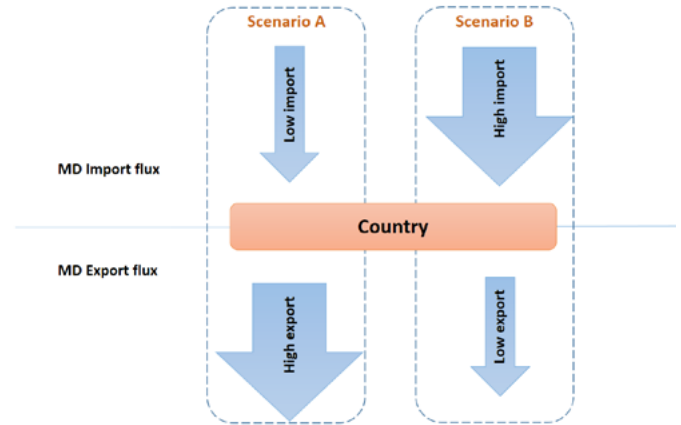 Scenario A
Scenario B
Low import
High import
MD Import flux
Country
MD Export flux
High export
Low export